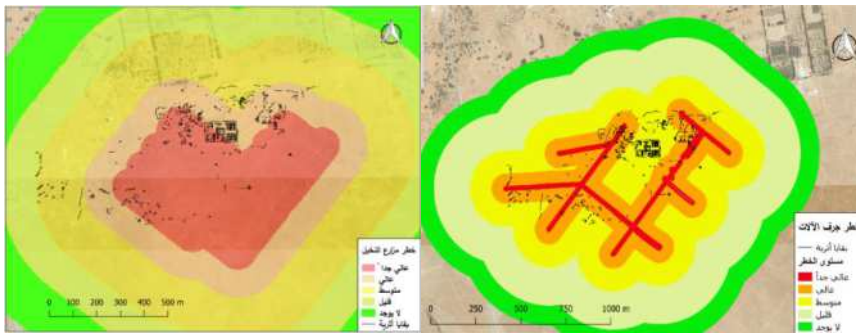 خطر مزارع النخيل
عالي جداً
عالي
متوسط
قليل
لا يوجد
بقايا أثرية
0 100 200 300 400 500 m
خطر جرف الآلات
بقايا أثرية
مستوى الخطر
عالي جداً
عالي
متوسط
قليل
لا يوجد
0 250 500 750 1000 m